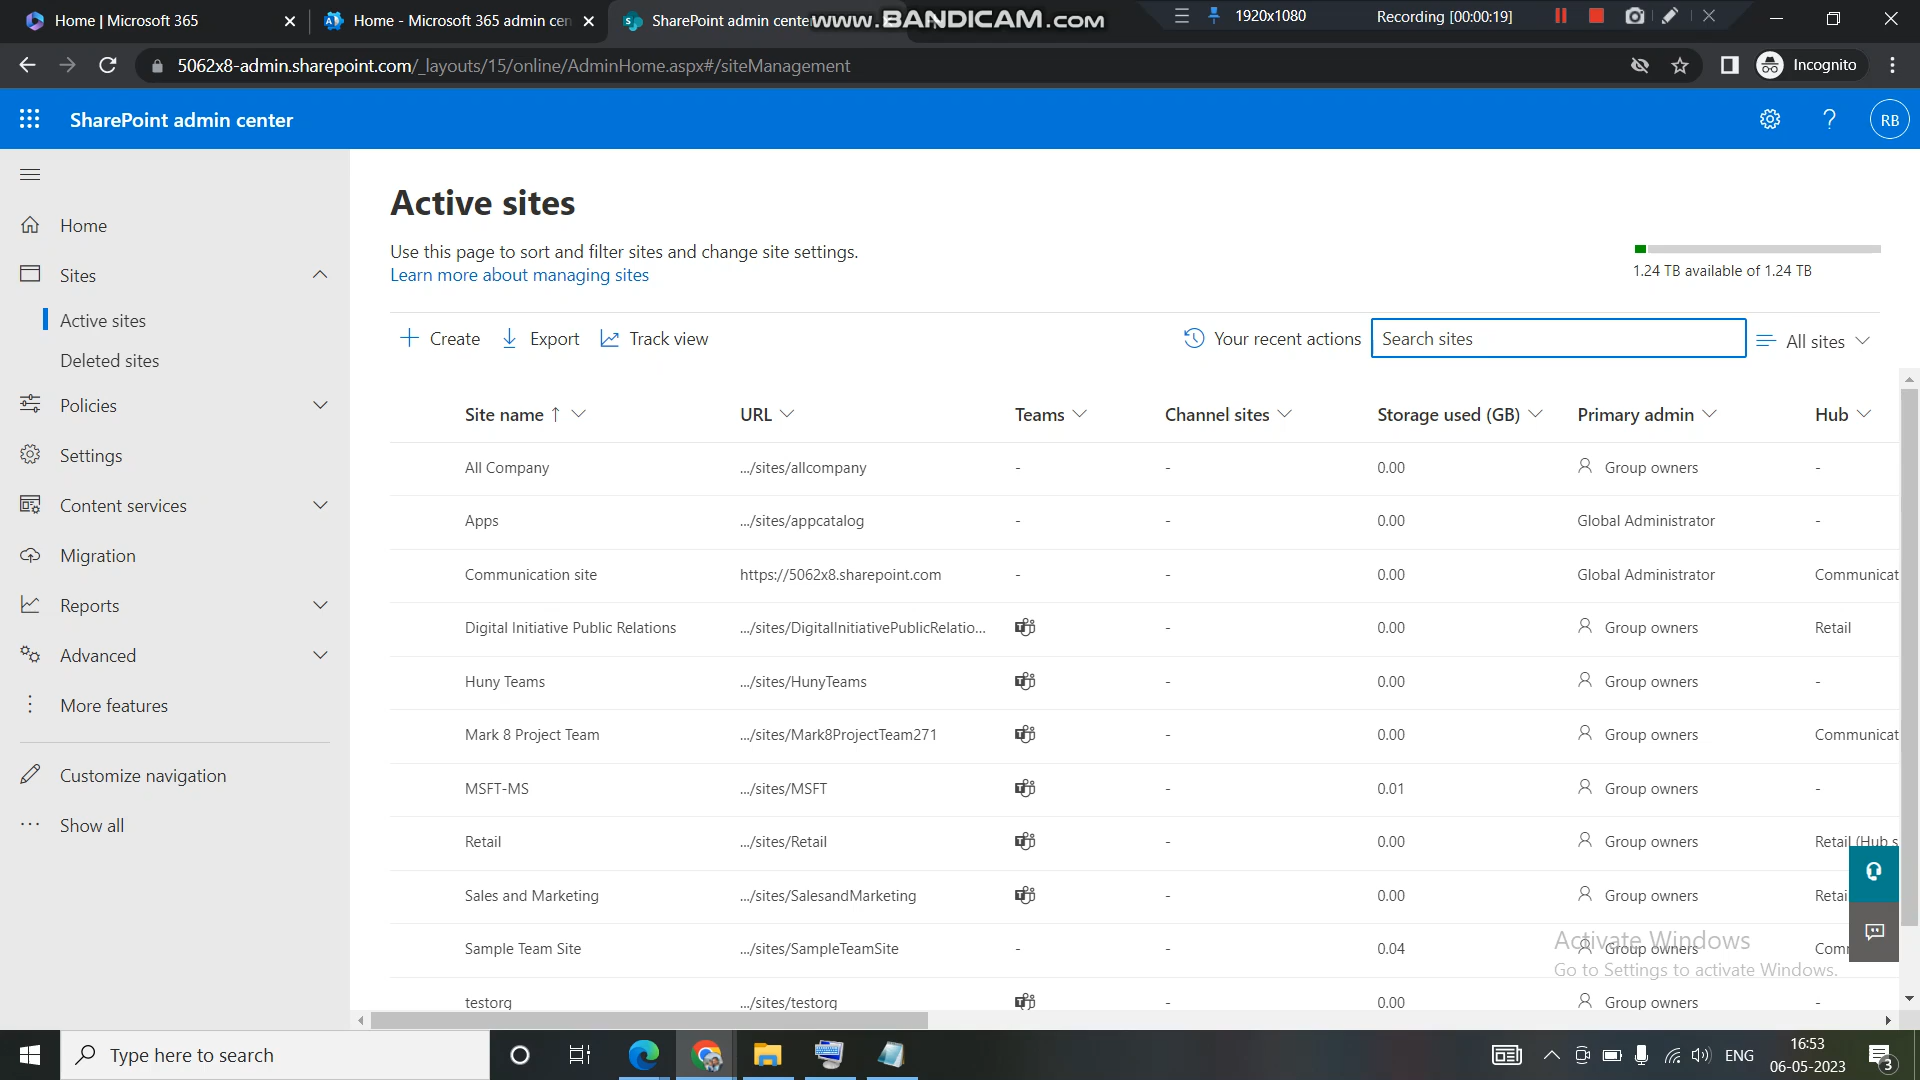 Home | Microsoft 365
Home - Microsoft 365 admin cen
SharePoint admin cente
www.BANDICAM.com
1920x1080
Recording [00:00:19]
5062x8-admin.sharepoint.com/_layouts/15/online/AdminHome.aspx#/siteManagement
Incognito
SharePoint admin center
RB
Home
Sites
Active sites
Deleted sites
Policies
Settings
Content services
Migration
Reports
Advanced
More features
Customize navigation
Show all
Active sites
Use this page to sort and filter sites and change site settings.
Learn more about managing sites
1.24 TB available of 1.24 TB
Create Export Track view Your recent actions Search sites All sites
Site name ↑ URL Teams Channel sites Storage used (GB) Primary admin Hub
All Company .../sites/allcompany - - 0.00 Group owners -
Apps .../sites/appcatalog - - 0.00 Global Administrator -
Communication site https://5062x8.sharepoint.com - - 0.00 Global Administrator Communicat
Digital Initiative Public Relations .../sites/DigitalInitiativePublicRelatio... - 0.00 Group owners Retail
Huny Teams .../sites/HunyTeams - 0.00 Group owners -
Mark 8 Project Team .../sites/Mark8ProjectTeam271 - 0.00 Group owners Communicat
MSFT-MS .../sites/MSFT - 0.01 Group owners -
Retail .../sites/Retail - 0.00 Group owners Retail (Hub s
Sales and Marketing .../sites/SalesandMarketing - 0.00 Group owners Retai
Sample Team Site .../sites/SampleTeamSite - - 0.04 Group owners Com
testorg .../sites/testorg - 0.00 Group owners -
Activate Windows
Go to Settings to activate Windows.
Type here to search
ENG
16:53
06-05-2023
3